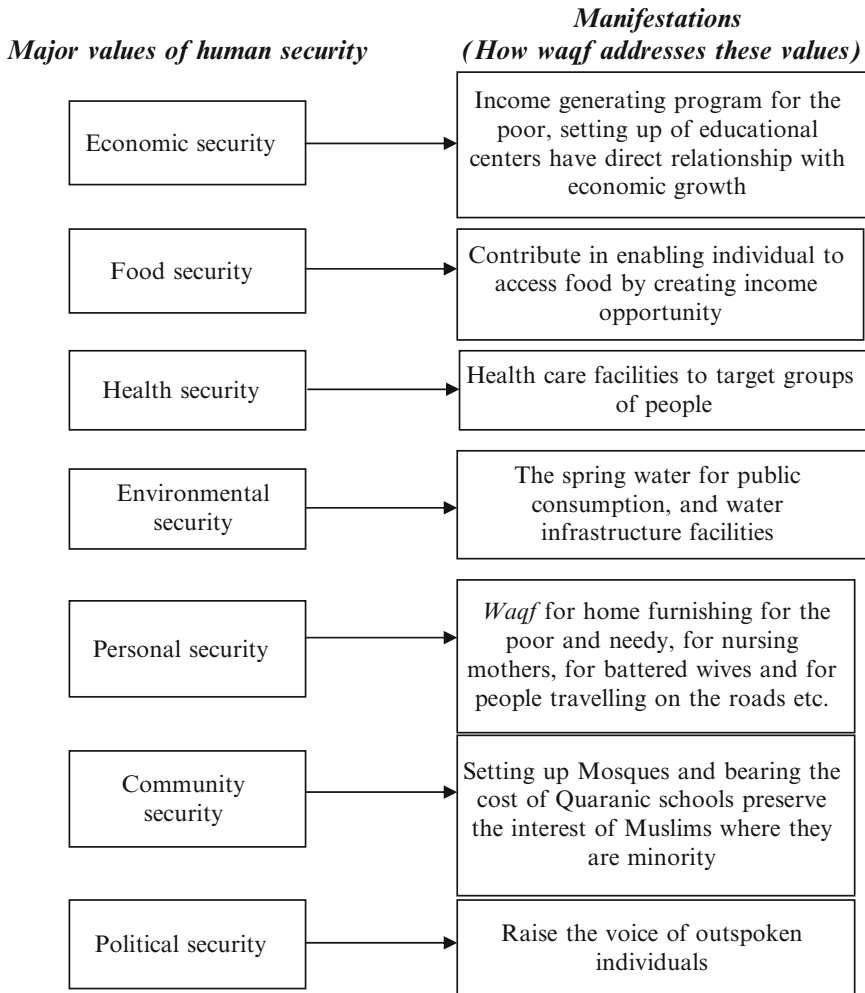 Major values of human security
Manifestations
(How waqf addresses these values)
Economic security
Income generating program for the
poor, setting up of educational
centers have direct relationship with
economic growth
Food security
Contribute in enabling individual to
access food by creating income
opportunity
Health security
Health care facilities to target groups
of people
Environmental
security
The spring water for public
consumption, and water
infrastructure facilities
Personal security
Waqf for home furnishing for the
poor and needy, for nursing
mothers, for battered wives and for
people travelling on the roads etc.
Community
security
Setting up Mosques and bearing the
cost of Quaranic schools preserve
the interest of Muslims where they
are minority
Political security
Raise the voice of outspoken
individuals